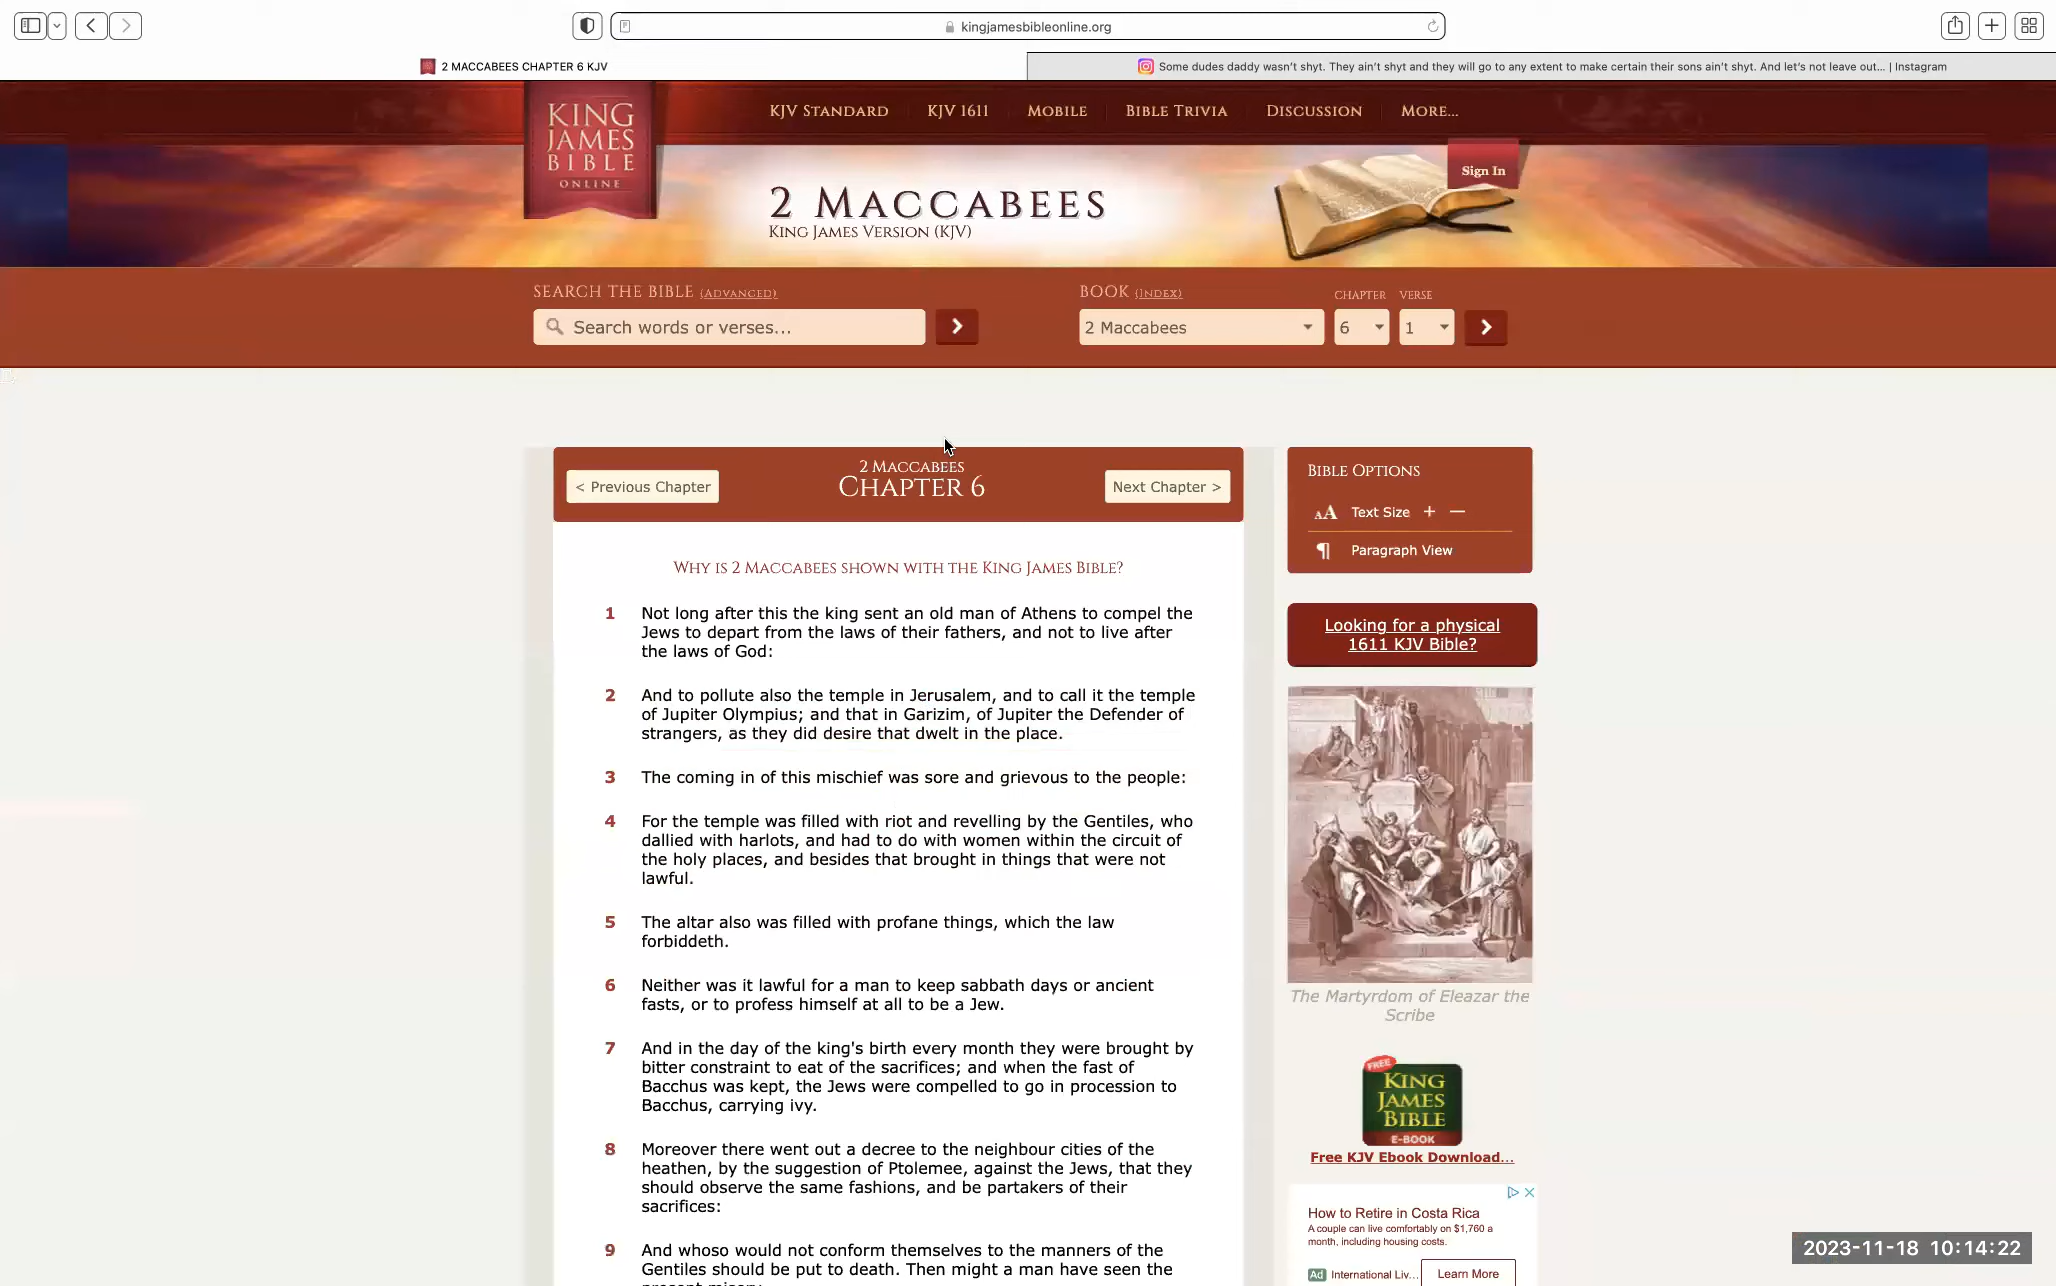 kingjamesbibleonline.org
2 MACCABEES CHAPTER 6 KJV
Some dudes daddy wasn't shyt. They ain't shyt and they will go to any extent to make certain their sons ain't shyt. And let's not leave out... | Instagram
KING
JAMES
BIBLE
ONLINE
KJV STANDARD
KJV 1611
MOBILE
BIBLE TRIVIA
DISCUSSION
MORE...
Sign In
2 MACCABEES
KING JAMES VERSION (KJV)
SEARCH THE BIBLE (ADVANCED)
Search words or verses...
BOOK (INDEX)
CHAPTER
VERSE
2 Maccabees
6
1
< Previous Chapter
2 MACCABEES
CHAPTER 6
Next Chapter >
WHY IS 2 MACCABEES SHOWN WITH THE KING JAMES BIBLE?
1 Not long after this the king sent an old man of Athens to compel the
Jews to depart from the laws of their fathers, and not to live after
the laws of God:
2 And to pollute also the temple in Jerusalem, and to call it the temple
of Jupiter Olympius; and that in Garizim, of Jupiter the Defender of
strangers, as they did desire that dwelt in the place.
3 The coming in of this mischief was sore and grievous to the people:
4 For the temple was filled with riot and revelling by the Gentiles, who
dallied with harlots, and had to do with women within the circuit of
the holy places, and besides that brought in things that were not
lawful.
5 The altar also was filled with profane things, which the law
forbiddeth.
6 Neither was it lawful for a man to keep sabbath days or ancient
fasts, or to profess himself at all to be a Jew.
7 And in the day of the king's birth every month they were brought by
bitter constraint to eat of the sacrifices; and when the fast of
Bacchus was kept, the Jews were compelled to go in procession to
Bacchus, carrying ivy.
8 Moreover there went out a decree to the neighbour cities of the
heathen, by the suggestion of Ptolemee, against the Jews, that they
should observe the same fashions, and be partakers of their
sacrifices:
9 And whoso would not conform themselves to the manners of the
Gentiles should be put to death. Then might a man have seen the
BIBLE OPTIONS
AA Text Size + —
¶ Paragraph View
Looking for a physical
1611 KJV Bible?
The Martyrdom of Eleazar the
Scribe
FREE
KING
JAMES
BIBLE
E-BOOK
Free KJV Ebook Download...
How to Retire in Costa Rica
A couple can live comfortably on $1,760 a
month, including housing costs.
Ad International Liv...
Learn More
2023-11-18 10:14:22